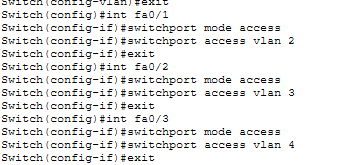 Switch(config-vlan)#exit
Switch(config)#int fa0/1
Switch(config-if)#switchport mode access
Switch(config-if)#switchport access vlan 2
Switch(config-if)#exit
Switch(config)#int fa0/2
Switch(config-if)#switchport mode access
Switch(config-if)#switchport access vlan 3
Switch(config-if)#exit
Switch(config)#int fa0/3
Switch(config-if)#switchport mode access
Switch(config-if)#switchport access vlan 4
Switch(config-if)#exit